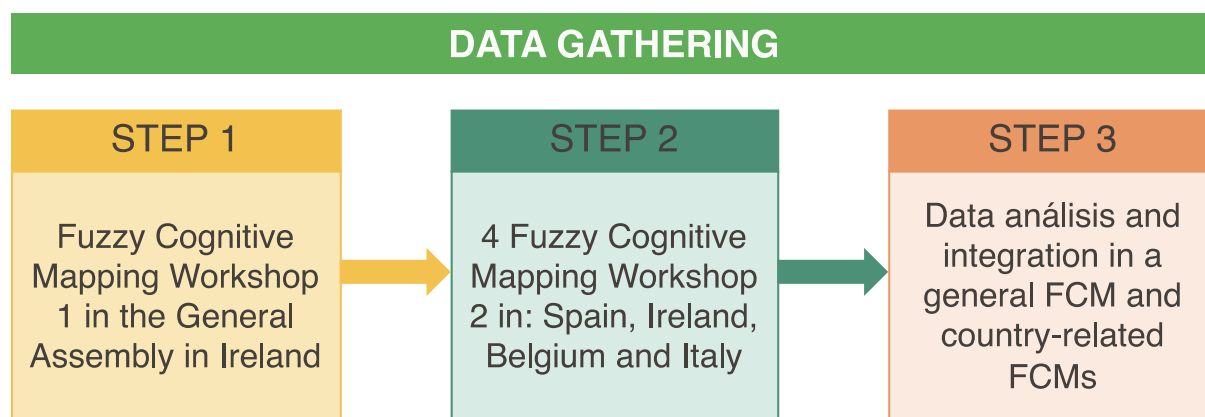 DATA GATHERING
STEP 1
Fuzzy Cognitive
Mapping Workshop
1 in the General
Assembly in Ireland
STEP 2
4 Fuzzy Cognitive
Mapping Workshop
2 in: Spain, Ireland,
Belgium and Italy
STEP 3
Data análisis and
integration in a
general FCM and
country-related
FCMs